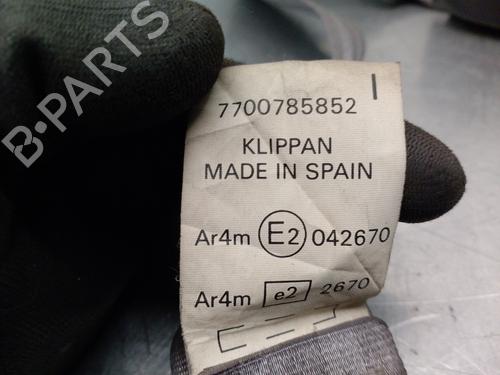 B-PARTS
7700785852
KLIPPAN
MADE IN SPAIN
Ar4m E2 042670
Ar4m e2 2670